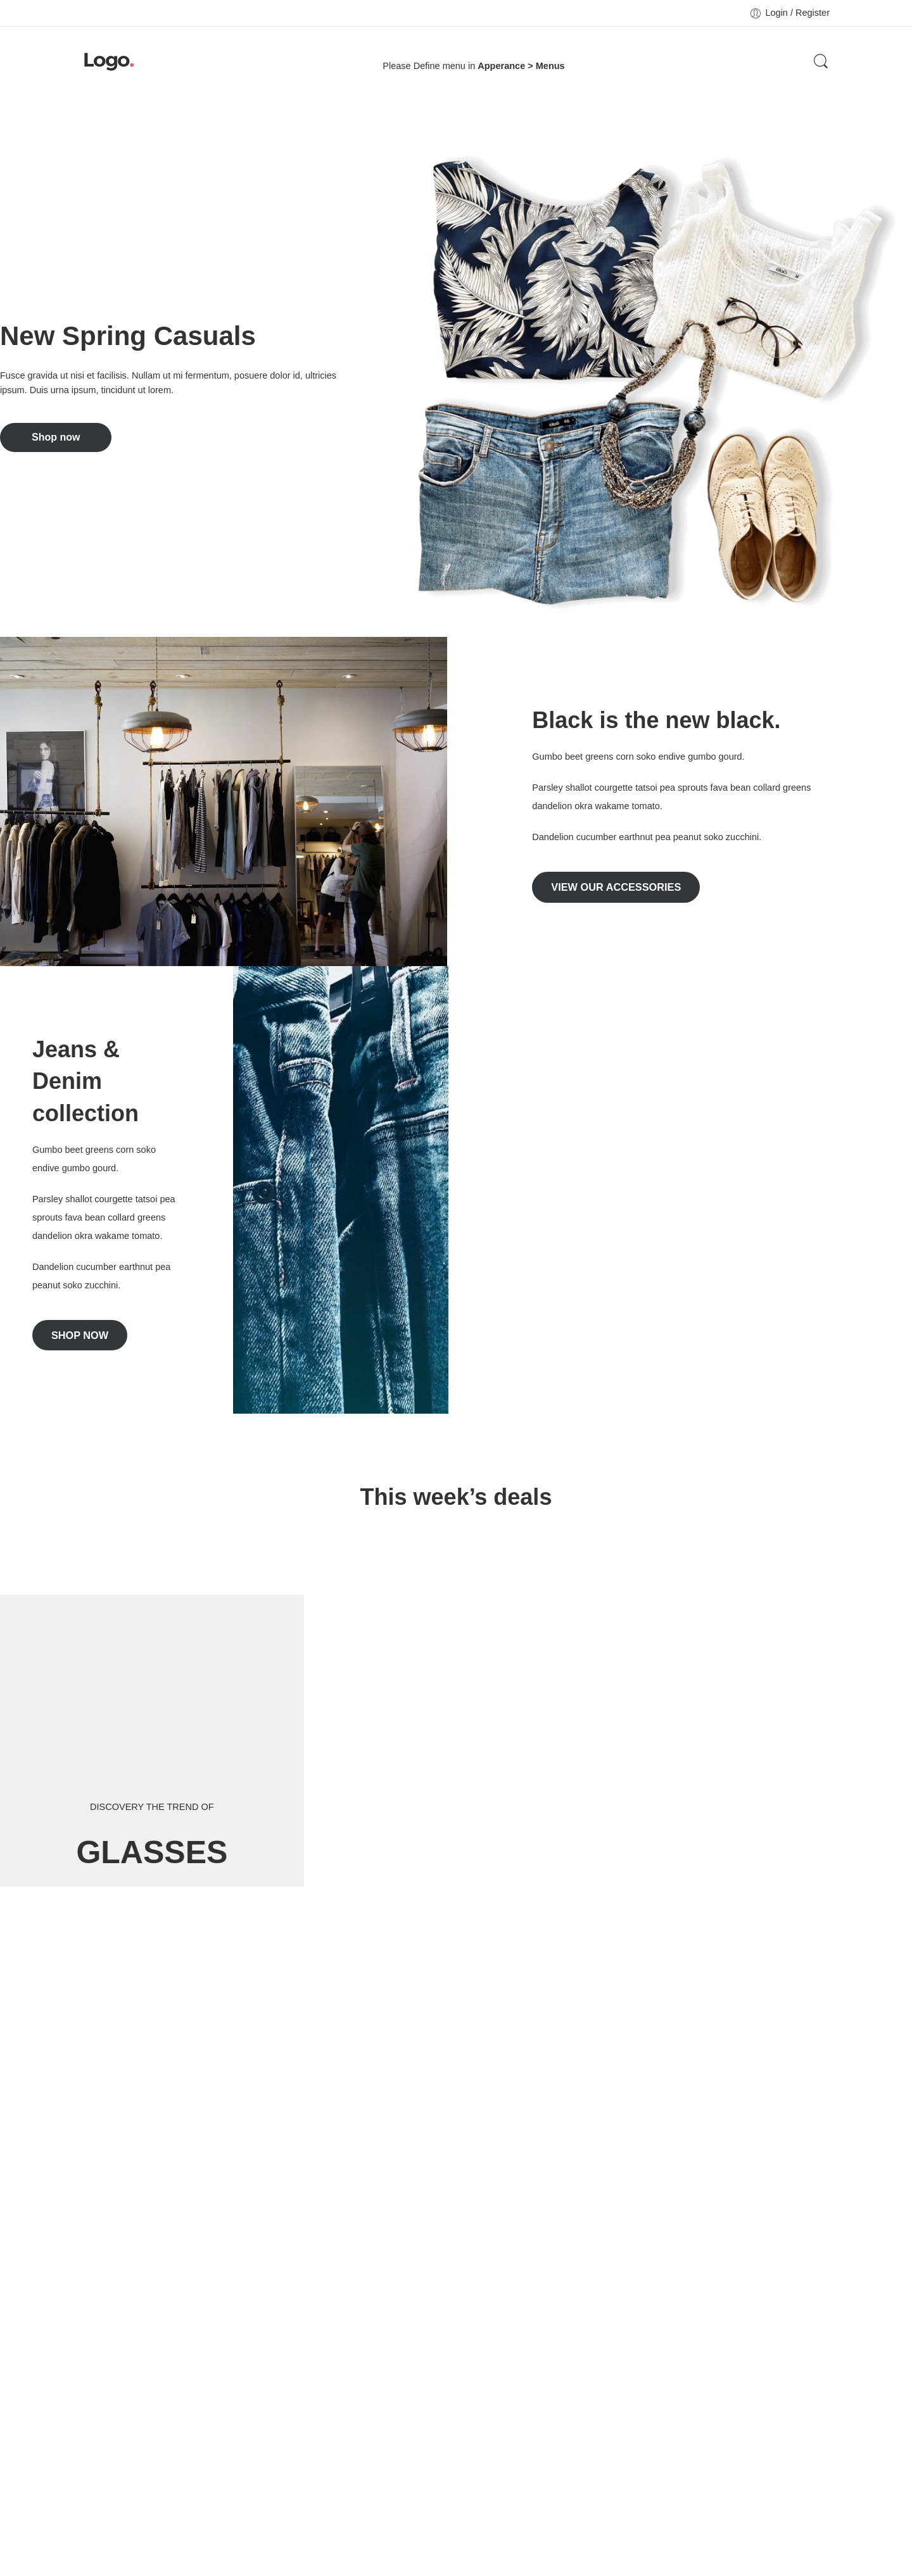 Login / Register
Logo.
Please Define menu in Apperance > Menus
New Spring Casuals
Fusce gravida ut nisi et facilisis. Nullam ut mi fermentum, posuere dolor id, ultricies
ipsum. Duis urna ipsum, tincidunt ut lorem.
Shop now
Black is the new black.
Gumbo beet greens corn soko endive gumbo gourd.
Parsley shallot courgette tatsoi pea sprouts fava bean collard greens
dandelion okra wakame tomato.
Dandelion cucumber earthnut pea peanut soko zucchini.
VIEW OUR ACCESSORIES
Jeans &
Denim
collection
Gumbo beet greens corn soko
endive gumbo gourd.
Parsley shallot courgette tatsoi pea
sprouts fava bean collard greens
dandelion okra wakame tomato.
Dandelion cucumber earthnut pea
peanut soko zucchini.
SHOP NOW
This week’s deals
DISCOVERY THE TREND OF
GLASSES